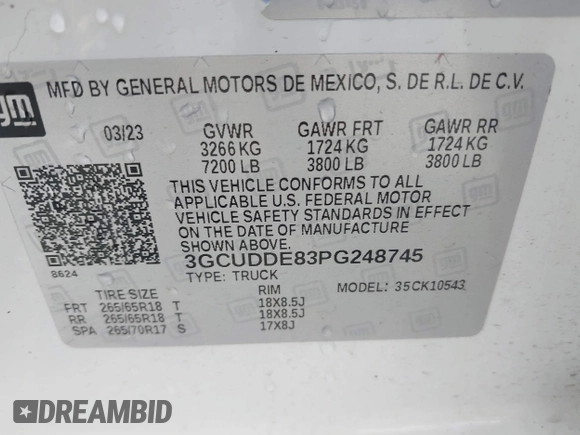 gm
MFD BY GENERAL MOTORS DE MEXICO, S. DE R.L. DE C.V.
03/23 GVWR GAWR FRT GAWR RR
3266 KG 1724 KG 1724 KG
7200 LB 3800 LB 3800 LB
THIS VEHICLE CONFORMS TO ALL
APPLICABLE U.S. FEDERAL MOTOR
VEHICLE SAFETY STANDARDS IN EFFECT
ON THE DATE OF MANUFACTURE
SHOWN ABOVE.
8624 3GCUDDE83PG248745
TYPE: TRUCK MODEL: 35CK10543
TIRE SIZE RIM
FRT 265/65R18 T 18X8.5J
RR 265/65R18 T 18X8.5J
SPA 265/70R17 S 17X8J
DREAMBID